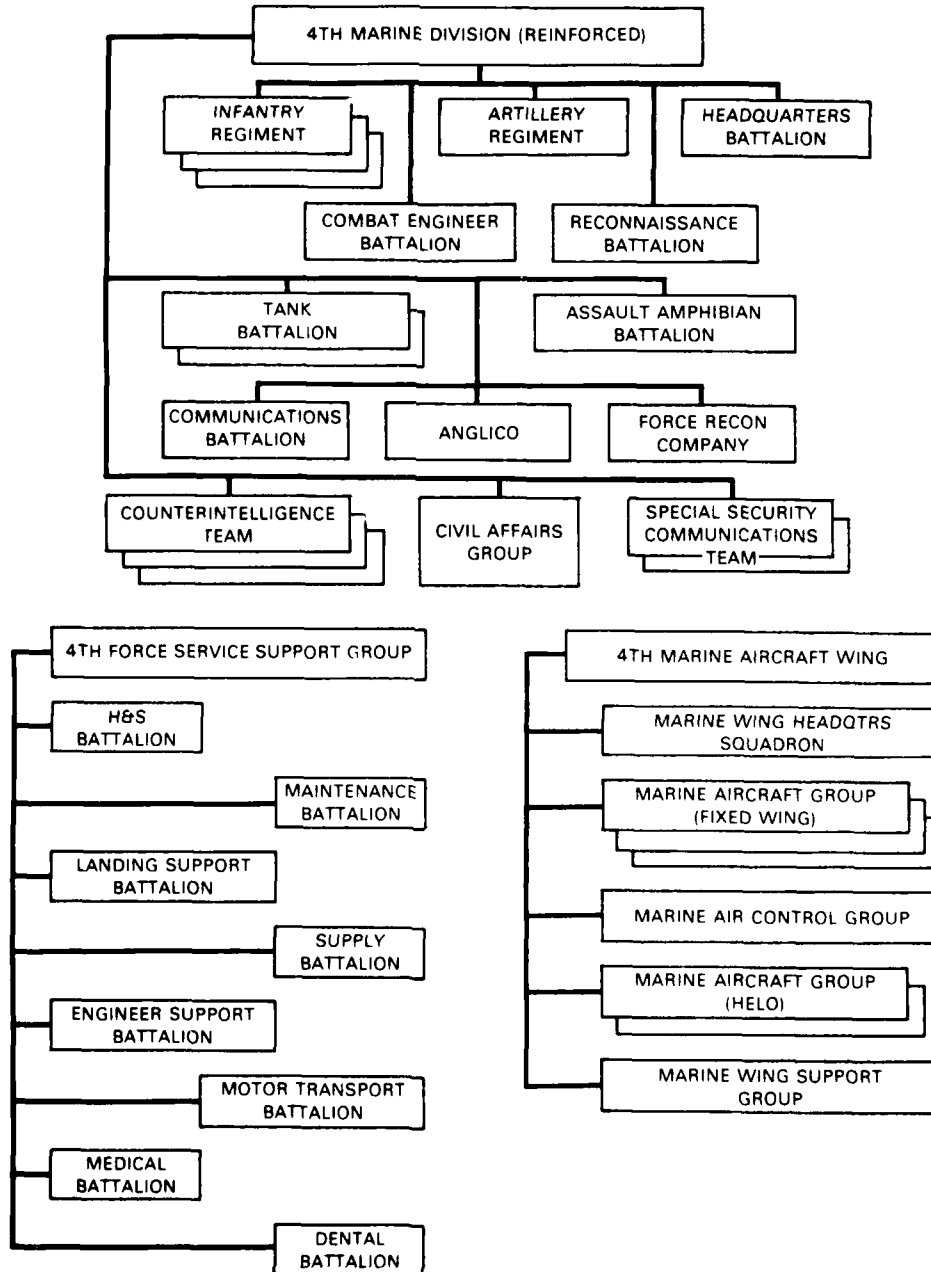 4TH MARINE DIVISION (REINFORCED)
INFANTRY
REGIMENT
ARTILLERY
REGIMENT
HEADQUARTERS
BATTALION
COMBAT ENGINEER
BATTALION
RECONNAISSANCE
BATTALION
TANK
BATTALION
ASSAULT AMPHIBIAN
BATTALION
COMMUNICATIONS
BATTALION
ANGLICO
FORCE RECON
COMPANY
COUNTERINTELLIGENCE
TEAM
CIVIL AFFAIRS
GROUP
SPECIAL SECURITY
COMMUNICATIONS
TEAM
4TH FORCE SERVICE SUPPORT GROUP
H&S
BATTALION
MAINTENANCE
BATTALION
LANDING SUPPORT
BATTALION
SUPPLY
BATTALION
ENGINEER SUPPORT
BATTALION
MOTOR TRANSPORT
BATTALION
MEDICAL
BATTALION
DENTAL
BATTALION
4TH MARINE AIRCRAFT WING
MARINE WING HEADQTRS
SQUADRON
MARINE AIRCRAFT GROUP
(FIXED WING)
MARINE AIR CONTROL GROUP
MARINE AIRCRAFT GROUP
(HELO)
MARINE WING SUPPORT
GROUP